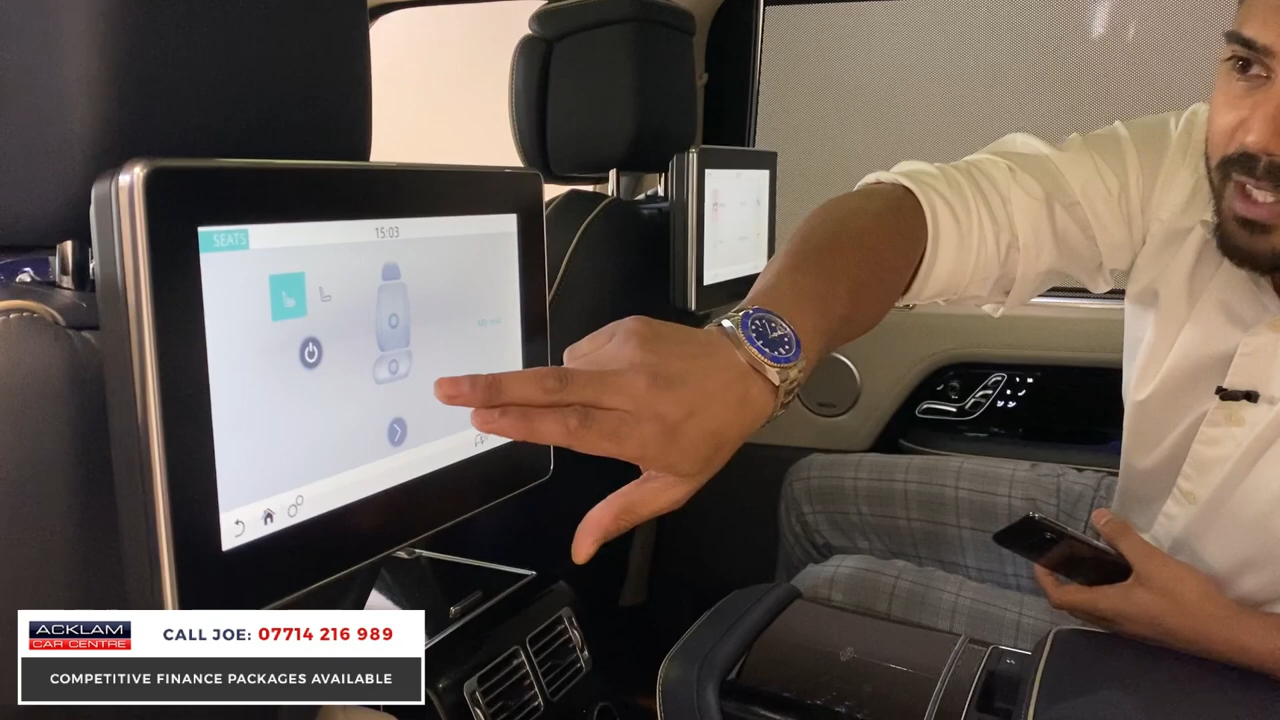 SEATS
15:03
ACKLAM
CAR CENTRE
CALL JOE: 07714 216 989
COMPETITIVE FINANCE PACKAGES AVAILABLE